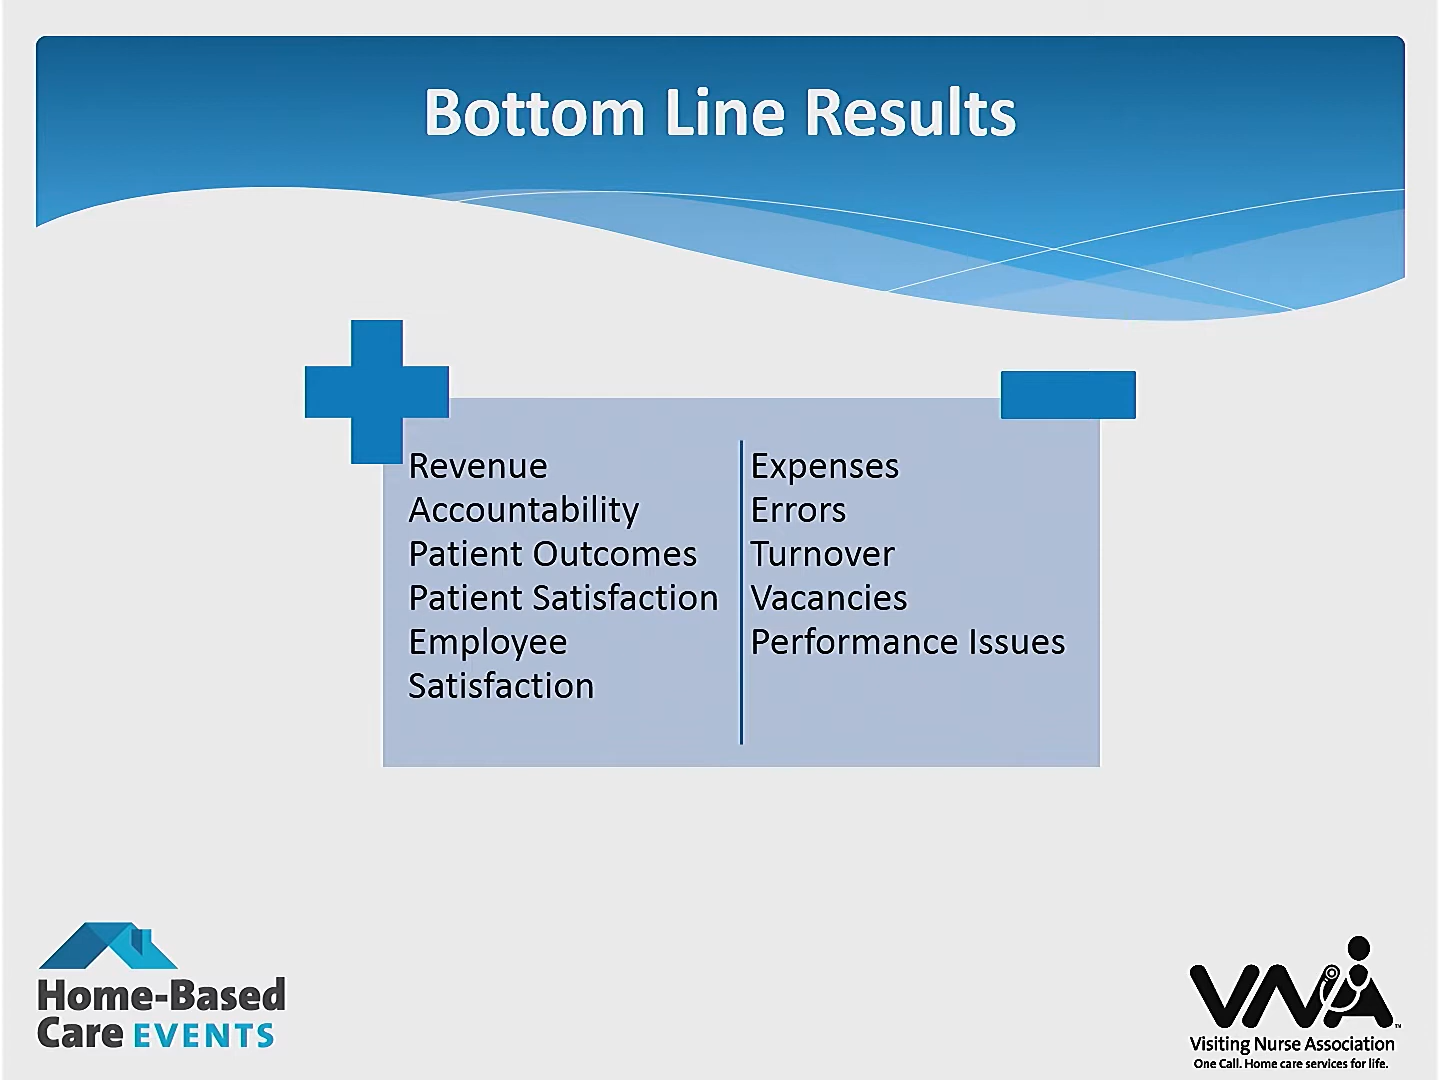 Bottom Line Results
Revenue
Accountability
Patient Outcomes
Patient Satisfaction
Employee
Satisfaction
Expenses
Errors
Turnover
Vacancies
Performance Issues
Home-Based
Care EVENTS
VNA
TM
Visiting Nurse Association
One Call. Home care services for life.